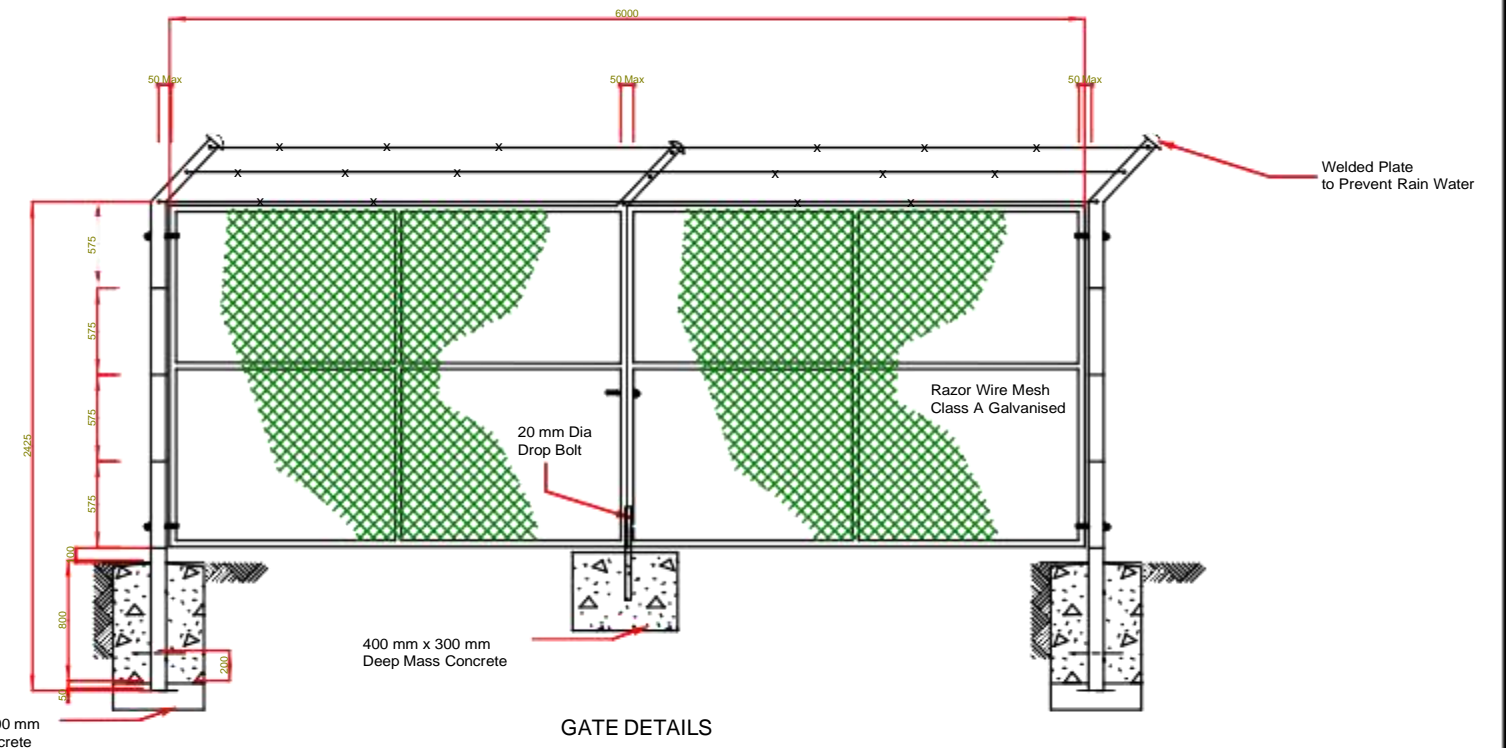 6000
50 Max
50 Max
50 Max
x x x x x x
x x x x x x
x x x x
Welded Plate
to Prevent Rain Water
575
575
575
575
2425
Razor Wire Mesh
Class A Galvanised
20 mm Dia
Drop Bolt
800
200
50
400 mm x 300 mm
Deep Mass Concrete
GATE DETAILS
mm